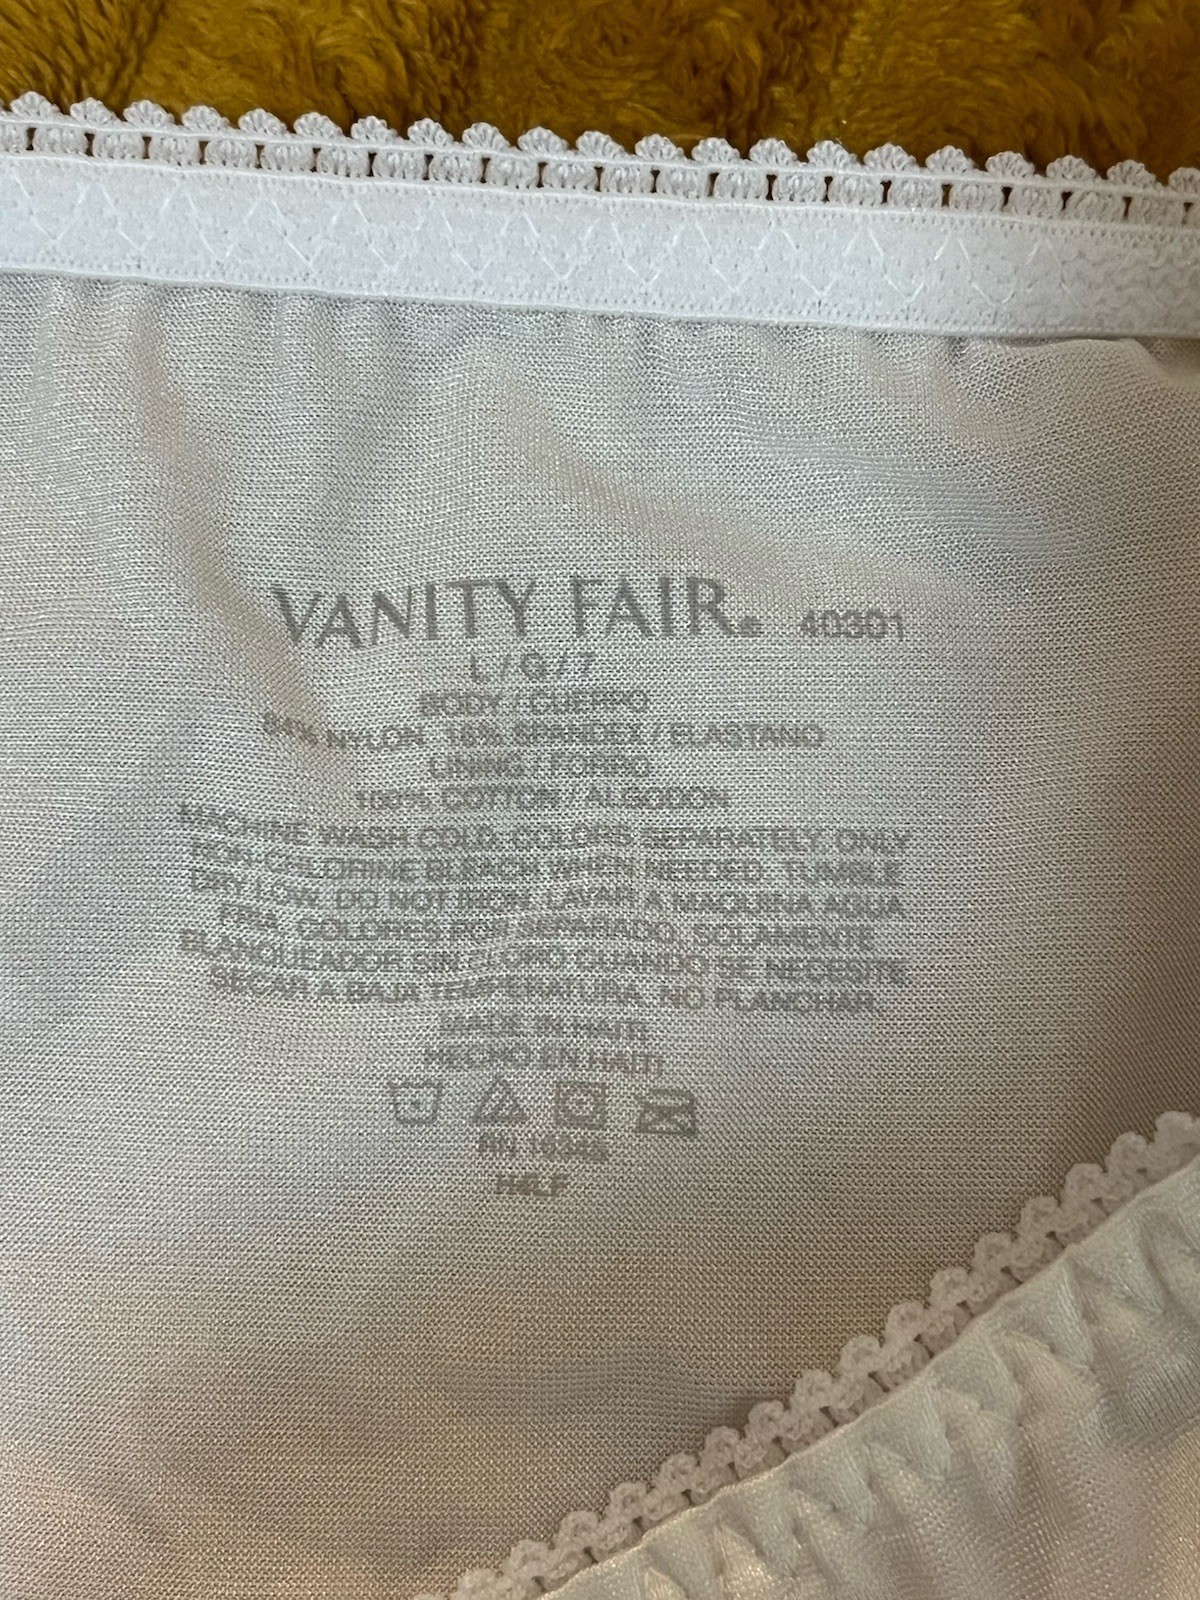 VANITY FAIR® 40301
L / G / 7
BODY / CUERPO
84% NYLON 16% SPANDEX / ELASTANO
LINING / FORRO
100% COTTON / ALGODON
MACHINE WASH COLD. COLORS SEPARATELY. ONLY
NON-CHLORINE BLEACH WHEN NEEDED. TUMBLE
DRY LOW. DO NOT IRON. LAVAR A MAQUINA AGUA
FRIA. COLORES POR SEPARADO. SOLAMENTE
BLANQUEADOR SIN CLORO CUANDO SE NECESITE
SECAR A BAJA TEMPERATURA. NO PLANCHAR.
MADE IN HAITI
HECHO EN HAITI
RN
H4LF